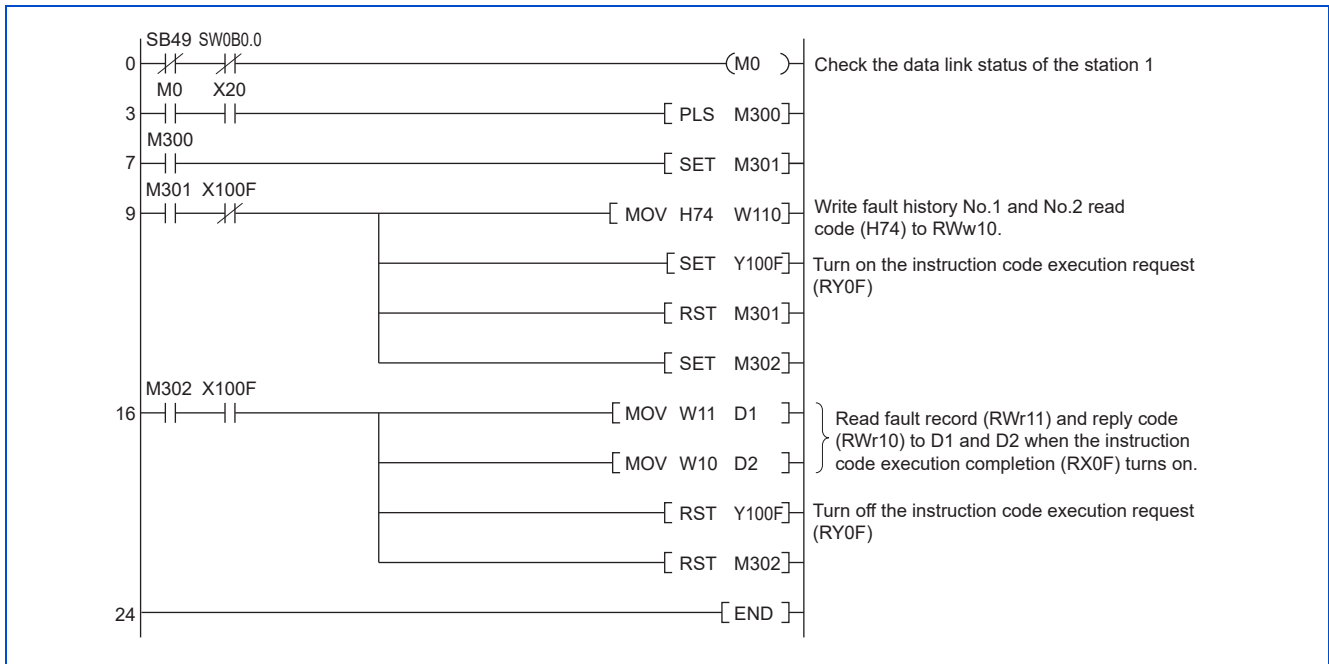 SB49 SW0B0.0
0 (M0 ) Check the data link status of the station 1
M0 X20
3 [ PLS M300]
M300
7 [ SET M301]
M301 X100F
9 [ MOV H74 W110] Write fault history No.1 and No.2 read
code (H74) to RWw10.
[ SET Y100F] Turn on the instruction code execution request
(RY0F)
[ RST M301]
[ SET M302]
M302 X100F
16 [ MOV W11 D1 ] Read fault record (RWr11) and reply code
(RWr10) to D1 and D2 when the instruction
[ MOV W10 D2 ] code execution completion (RX0F) turns on.
[ RST Y100F] Turn off the instruction code execution request
(RY0F)
[ RST M302]
24 [ END ]